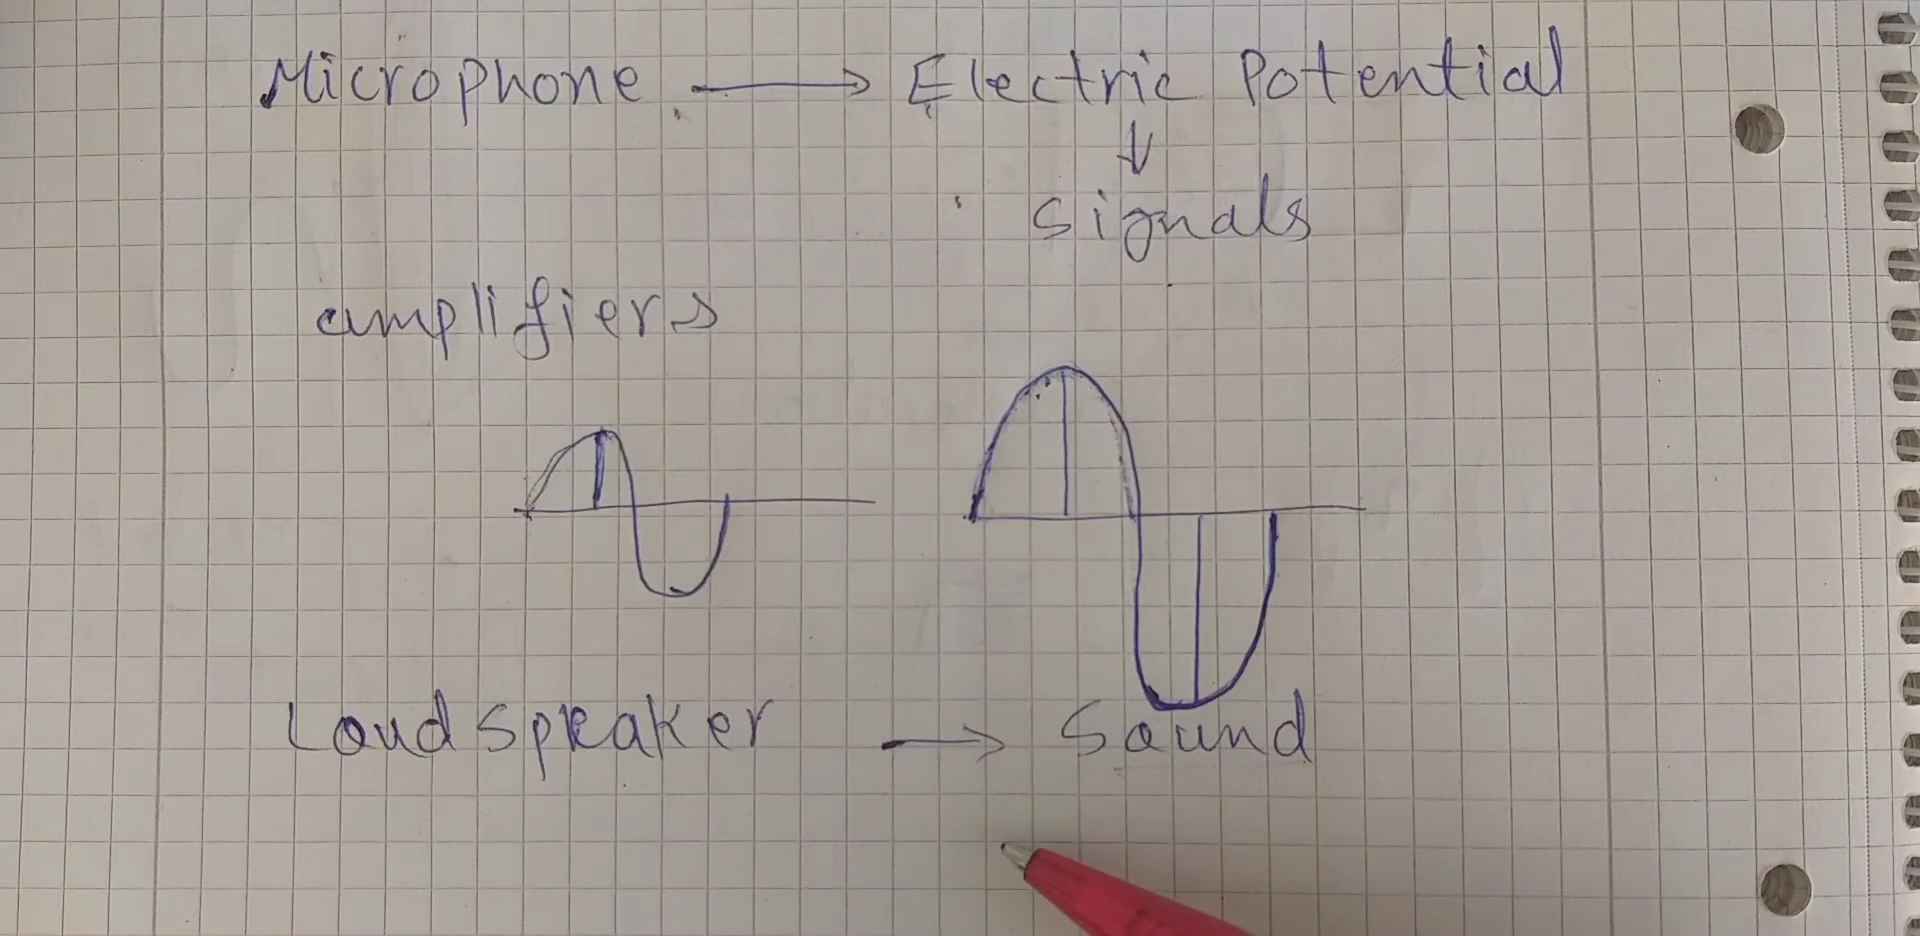 Microphone → Electric Potential
↓
Signals
amplifiers
Loudspeaker → Sound